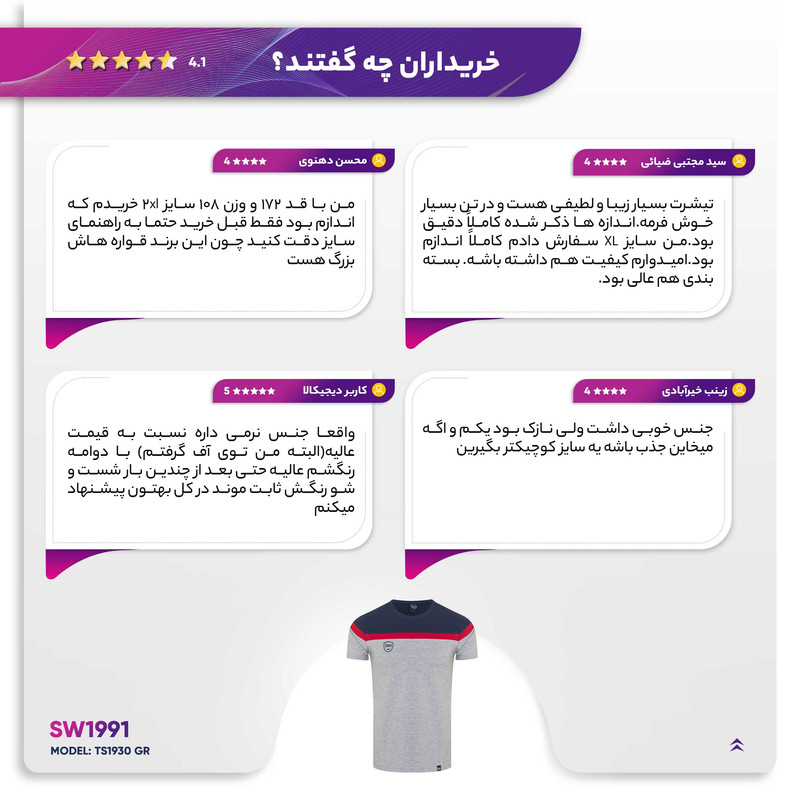 خریداران چه گفتند؟
4.1
سید مجتبی ضیائی
4
تیشرت بسیار زیبا و لطیفی هست و در تن بسیار
خوش فرمه.اندازه ها ذکر شده کاملاً دقیق
بود.من سایز XL سفارش دادم کاملاً اندازم
بود.امیدوارم کیفیت هم داشته باشه. بسته
بندی هم عالی بود.
محسن دهنوی
4
من با قد ۱۷۲ و وزن ۱۰۸ سایز ۲xl خریدم که
اندازم بود فقط قبل خرید حتما به راهنمای
سایز دقت کنید چون این برند قواره هاش
بزرگ هست
زینب خیرآبادی
4
جنس خوبی داشت ولی نازک بود یکم و اگه
میخاین جذب باشه یه سایز کوچیکتر بگیرین
کاربر دیجیکالا
5
واقعا جنس نرمی داره نسبت به قیمت
عالیه(البته من توی آف گرفتم) با دوامه
رنگشم عالیه حتی بعد از چندین بار شست و
شو رنگش ثابت موند در کل بهتون پیشنهاد
میکنم
SW1991
MODEL: TS1930 GR